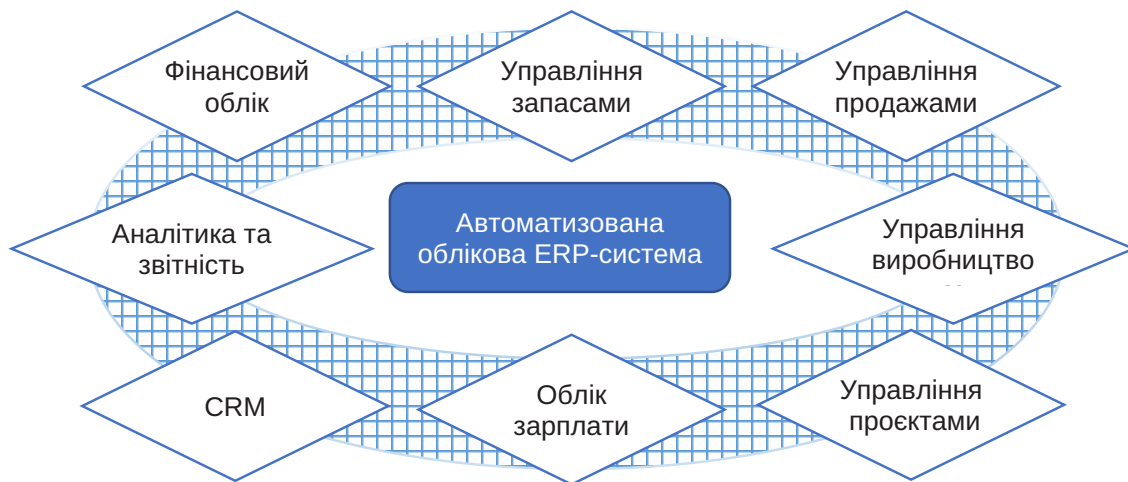 Фінансовий
облік
Управління
запасами
Управління
продажами
Аналітика та
звітність
Автоматизована
облікова ERP-система
Управління
виробництво
CRM
Облік
зарплати
Управління
проєктами